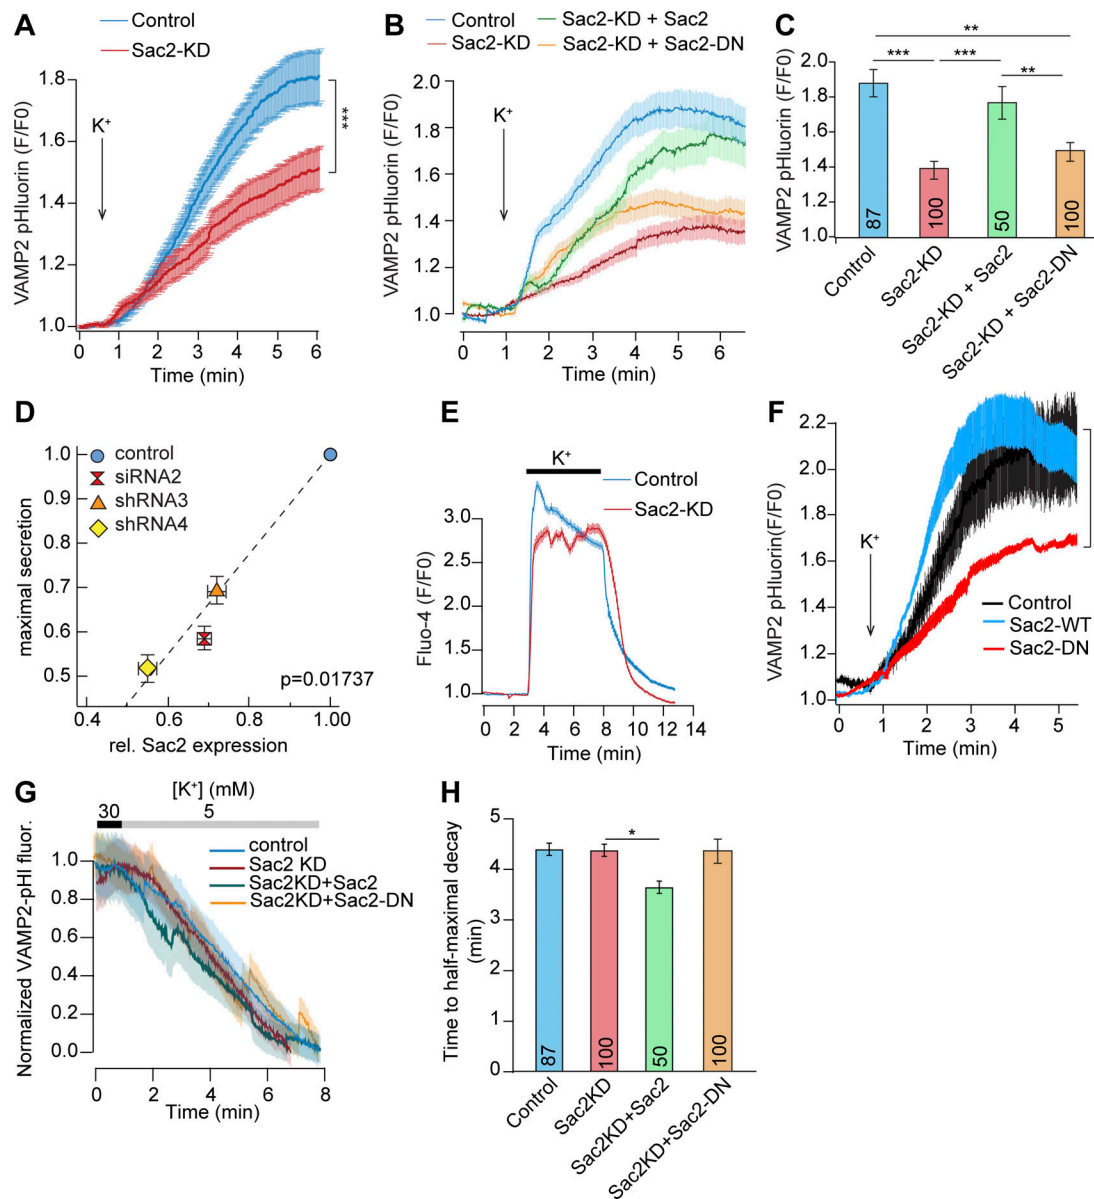 A
Control
Sac2-KD
VAMP2 pHluorin (F/F0)
1.8
1.6
1.4
1.2
1.0
K⁺
***
0 1 2 3 4 5 6
Time (min)
B
Control
Sac2-KD
Sac2-KD + Sac2
Sac2-KD + Sac2-DN
VAMP2 pHluorin (F/F0)
2.0
1.8
1.6
1.4
1.2
1.0
K⁺
0 1 2 3 4 5 6
Time (min)
C
VAMP2 pHluorin (F/F0)
2.0
1.8
1.6
1.4
1.2
1.0
**
*** ***
**
87 100 50 100
Control
Sac2-KD
Sac2-KD + Sac2
Sac2-KD + Sac2-DN
D
maximal secretion
1.0
0.9
0.8
0.7
0.6
0.5
control
siRNA2
shRNA3
shRNA4
p=0.01737
0.4 0.6 0.8 1.00
rel. Sac2 expression
E
K⁺
Control
Sac2-KD
Fluo-4 (F/F0)
3.0
2.0
1.0
0 2 4 6 8 10 12 14
Time (min)
F
VAMP2 pHluorin(F/F0)
2.2
2.0
1.8
1.6
1.4
1.2
1.0
K⁺
Control
Sac2-WT
Sac2-DN
0 1 2 3 4 5
Time (min)
G
[K⁺] (mM)
30 5
control
Sac2 KD
Sac2KD+Sac2
Sac2KD+Sac2-DN
Normalized VAMP2-pHl fluor.
1.0
0.8
0.6
0.4
0.2
0.0
0 2 4 6 8
Time (min)
H
Time to half-maximal decay
(min)
5
4
3
2
1
0
*
87 100 50 100
Control
Sac2KD
Sac2KD+Sac2
Sac2KD+Sac2-DN